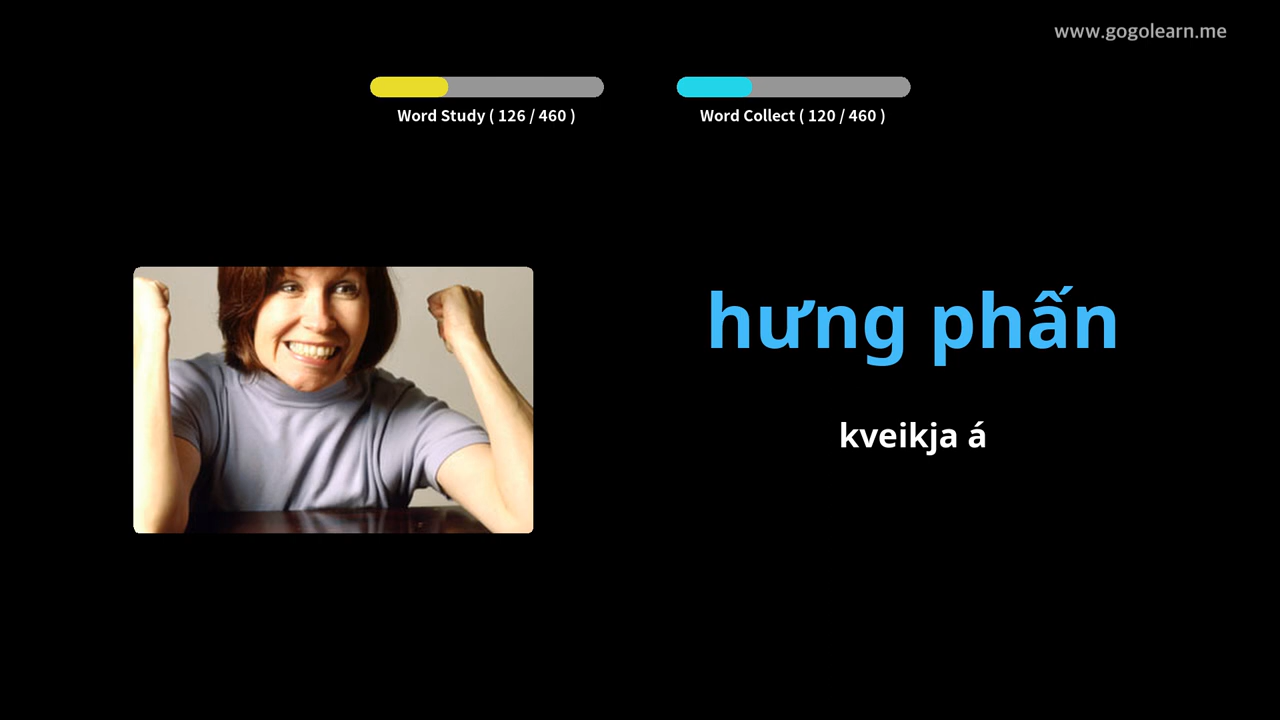 www.gogolearn.me
Word Study ( 126 / 460 )
Word Collect ( 120 / 460 )
hưng phấn
kveikja á